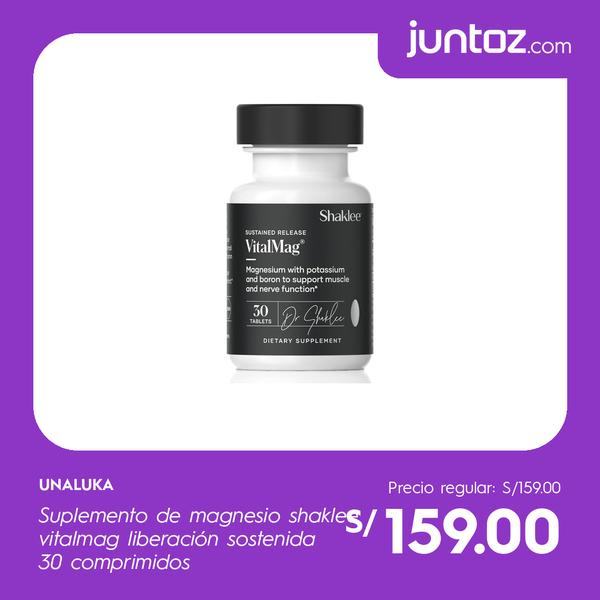 juntoz.com
Shaklee
SUSTAINED RELEASE
VitalMag®
Magnesium with potassium
and boron to support muscle
and nerve function*
30
TABLETS
Dr Shaklee
DIETARY SUPPLEMENT
UNALUKA
Precio regular: S/159.00
Suplemento de magnesio shaklee
vitalmag liberación sostenida
30 comprimidos
S/159.00